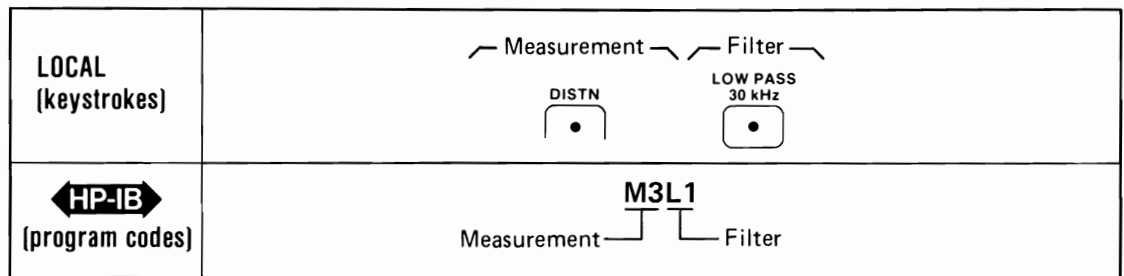 LOCAL
(keystrokes)
Measurement Filter
DISTN
LOW PASS
30 kHz
HP-IB
(program codes)
M3L1
Measurement Filter